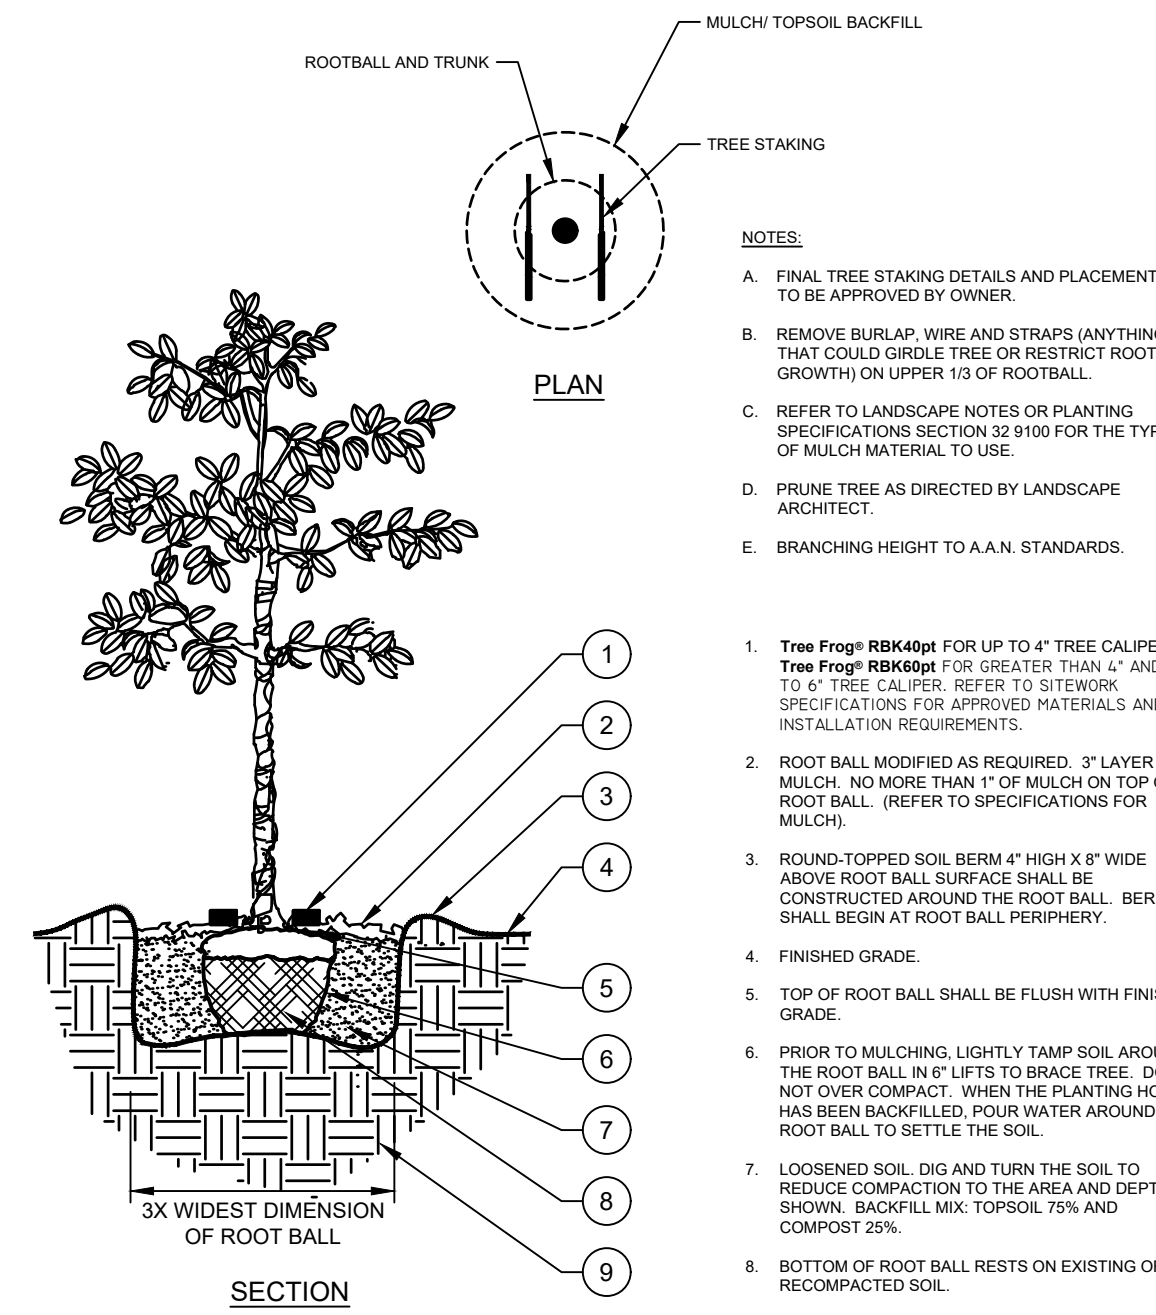 MULCH/ TOPSOIL BACKFILL
ROOTBALL AND TRUNK
TREE STAKING
PLAN
NOTES:
A. FINAL TREE STAKING DETAILS AND PLACEMENT
TO BE APPROVED BY OWNER.
B. REMOVE BURLAP, WIRE AND STRAPS (ANYTHING
THAT COULD GIRDLE TREE OR RESTRICT ROOT
GROWTH) ON UPPER 1/3 OF ROOTBALL.
C. REFER TO LANDSCAPE NOTES OR PLANTING
SPECIFICATIONS SECTION 32 9100 FOR THE
OF MULCH MATERIAL TO USE.
D. PRUNE TREE AS DIRECTED BY LANDSCAPE
ARCHITECT.
E. BRANCHING HEIGHT TO A.A.N. STANDARDS.
1
2
3
4
5
6
7
8
9
3X WIDEST DIMENSION
OF ROOT BALL
SECTION
1. Tree Frog® RBK40pt FOR UP TO 4" TREE
Tree Frog® RBK60pt FOR GREATER THAN 4" AND
TO 6" TREE CALIPER. REFER TO SITEWORK
SPECIFICATIONS FOR APPROVED MATERIALS AND
INSTALLATION REQUIREMENTS.
2. ROOT BALL MODIFIED AS REQUIRED. 3" LAYER
MULCH. NO MORE THAN 1" OF MULCH ON TOP
ROOT BALL. (REFER TO SPECIFICATIONS FOR
MULCH).
3. ROUND-TOPPED SOIL BERM 4" HIGH X 8" WIDE
ABOVE ROOT BALL SURFACE SHALL BE
CONSTRUCTED AROUND THE ROOT BALL.
SHALL BEGIN AT ROOT BALL PERIPHERY.
4. FINISHED GRADE.
5. TOP OF ROOT BALL SHALL BE FLUSH WITH
GRADE.
6. PRIOR TO MULCHING, LIGHTLY TAMP SOIL
THE ROOT BALL IN 6" LIFTS TO BRACE TREE.
NOT OVER COMPACT. WHEN THE PLANTING
HAS BEEN BACKFILLED, POUR WATER AROUND
ROOT BALL TO SETTLE THE SOIL.
7. LOOSENED SOIL. DIG AND TURN THE SOIL TO
REDUCE COMPACTION TO THE AREA AND
SHOWN. BACKFILL MIX: TOPSOIL 75% AND
COMPOST 25%.
8. BOTTOM OF ROOT BALL RESTS ON EXISTING
RECOMPACTED SOIL.